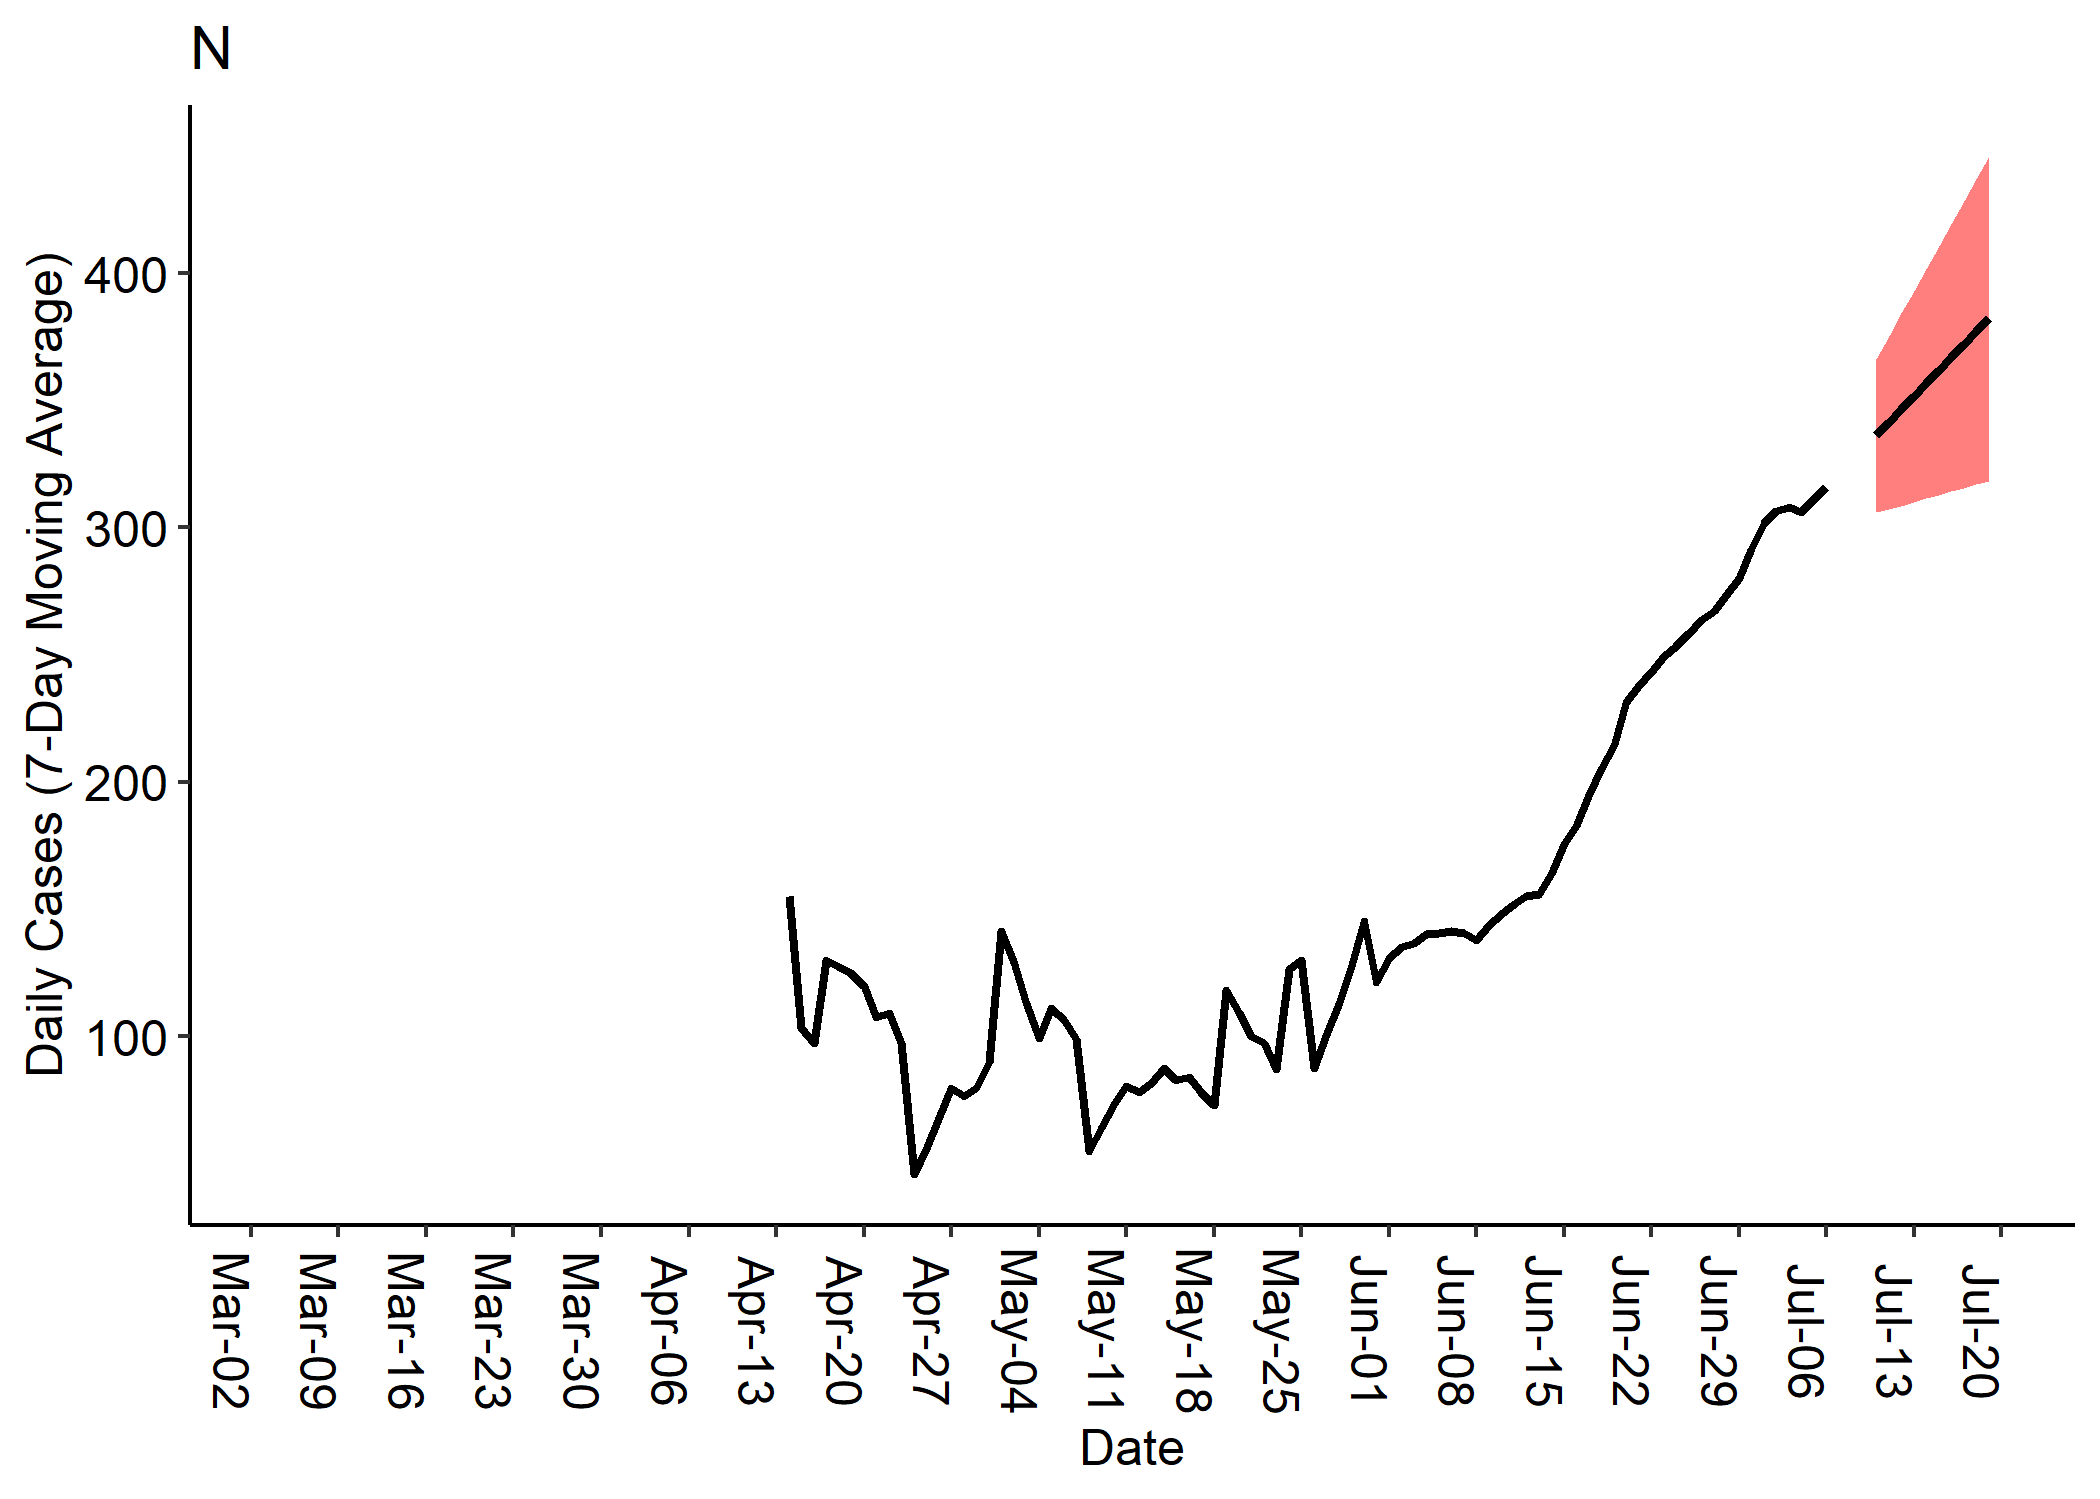 N
Daily Cases (7-Day Moving Average)
400
300
200
100
Mar-02
Mar-09
Mar-16
Mar-23
Mar-30
Apr-06
Apr-13
Apr-20
Apr-27
May-04
May-11
May-18
May-25
Jun-01
Jun-08
Jun-15
Jun-22
Jun-29
Jul-06
Jul-13
Jul-20
Date